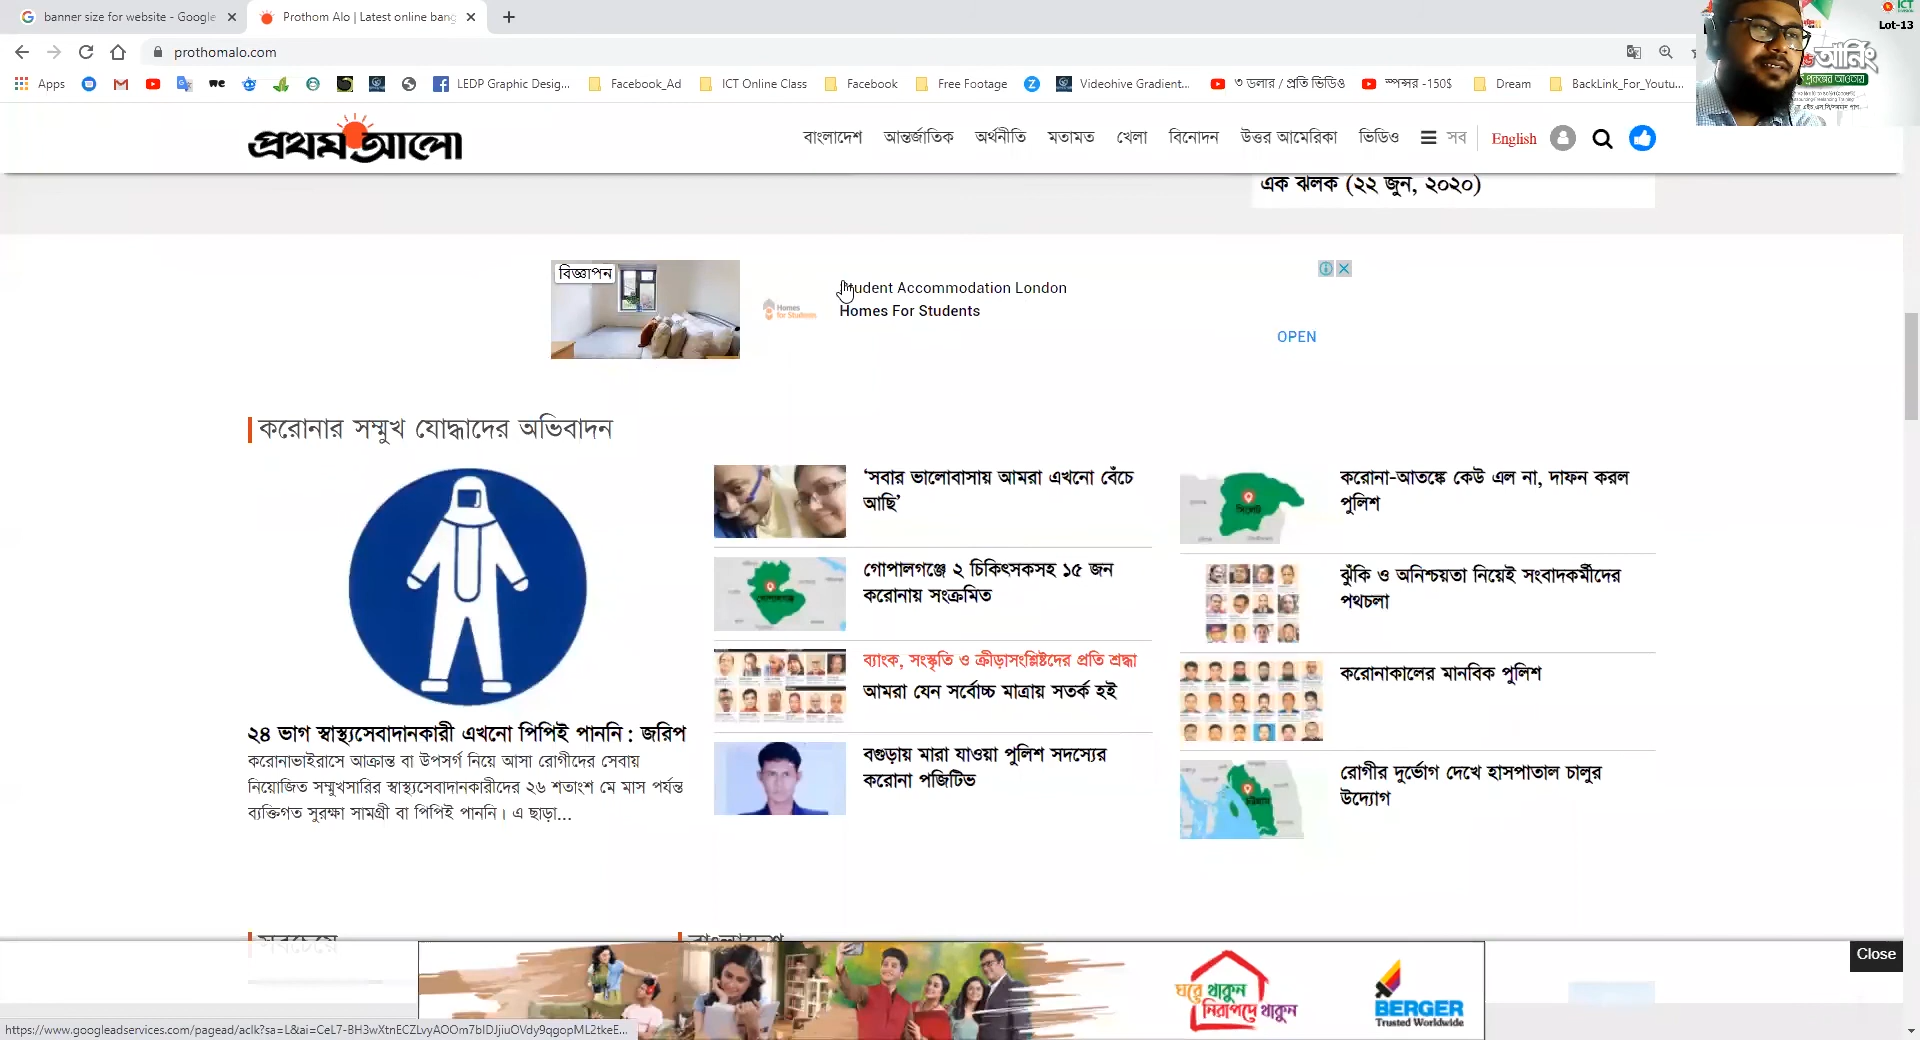 banner size for website - Google
Prothom Alo | Latest online bang
Lot-13
prothomalo.com
আর্নিং
Apps
LEDP Graphic Desig...
Facebook_Ad
ICT Online Class
Facebook
Free Footage
Videohive Gradient...
৩ ডলার / প্রতি ভিডিও
স্পন্সর -150$
Dream
BackLink_For_Youtu...
প্রথম আলো
বাংলাদেশ
আন্তর্জাতিক
অর্থনীতি
মতামত
খেলা
বিনোদন
উত্তর আমেরিকা
ভিডিও
সব
English
এক ঝলক (২২ জুন, ২০২০)
বিজ্ঞাপন
Homes for Students
Student Accommodation London
Homes For Students
OPEN
করোনার সম্মুখ যোদ্ধাদের অভিবাদন
২৪ ভাগ স্বাস্থ্যসেবাদানকারী এখনো পিপিই পাননি : জরিপ
করোনাভাইরাসে আক্রান্ত বা উপসর্গ নিয়ে আসা রোগীদের সেবায়
নিয়োজিত সম্মুখসারির স্বাস্থ্যসেবাদানকারীদের ২৬ শতাংশ মে মাস পর্যন্ত
ব্যক্তিগত সুরক্ষা সামগ্রী বা পিপিই পাননি। এ ছাড়া...
‘সবার ভালোবাসায় আমরা এখনো বেঁচে
আছি’
গোপালগঞ্জে ২ চিকিৎসকসহ ১৫ জন
করোনায় সংক্রমিত
ব্যাংক, সংস্কৃতি ও ক্রীড়াসংশ্লিষ্টদের প্রতি শ্রদ্ধা
আমরা যেন সর্বোচ্চ মাত্রায় সতর্ক হই
বগুড়ায় মারা যাওয়া পুলিশ সদস্যের
করোনা পজিটিভ
করোনা-আতঙ্কে কেউ এল না, দাফন করল
পুলিশ
ঝুঁকি ও অনিশ্চয়তা নিয়েই সংবাদকর্মীদের
পথচলা
করোনাকালের মানবিক পুলিশ
রোগীর দুর্ভোগ দেখে হাসপাতাল চালুর
উদ্যোগ
সবচেয়ে
বাংলাদেশ
Close
ঘরে থাকুন
নিরাপদে থাকুন
BERGER
Trusted Worldwide
https://www.googleadservices.com/pagead/aclk?sa=L&ai=CeL7-BH3wXtnECZLvyAOOm7bIDJjiuOVdy9qgopML2tkeE...